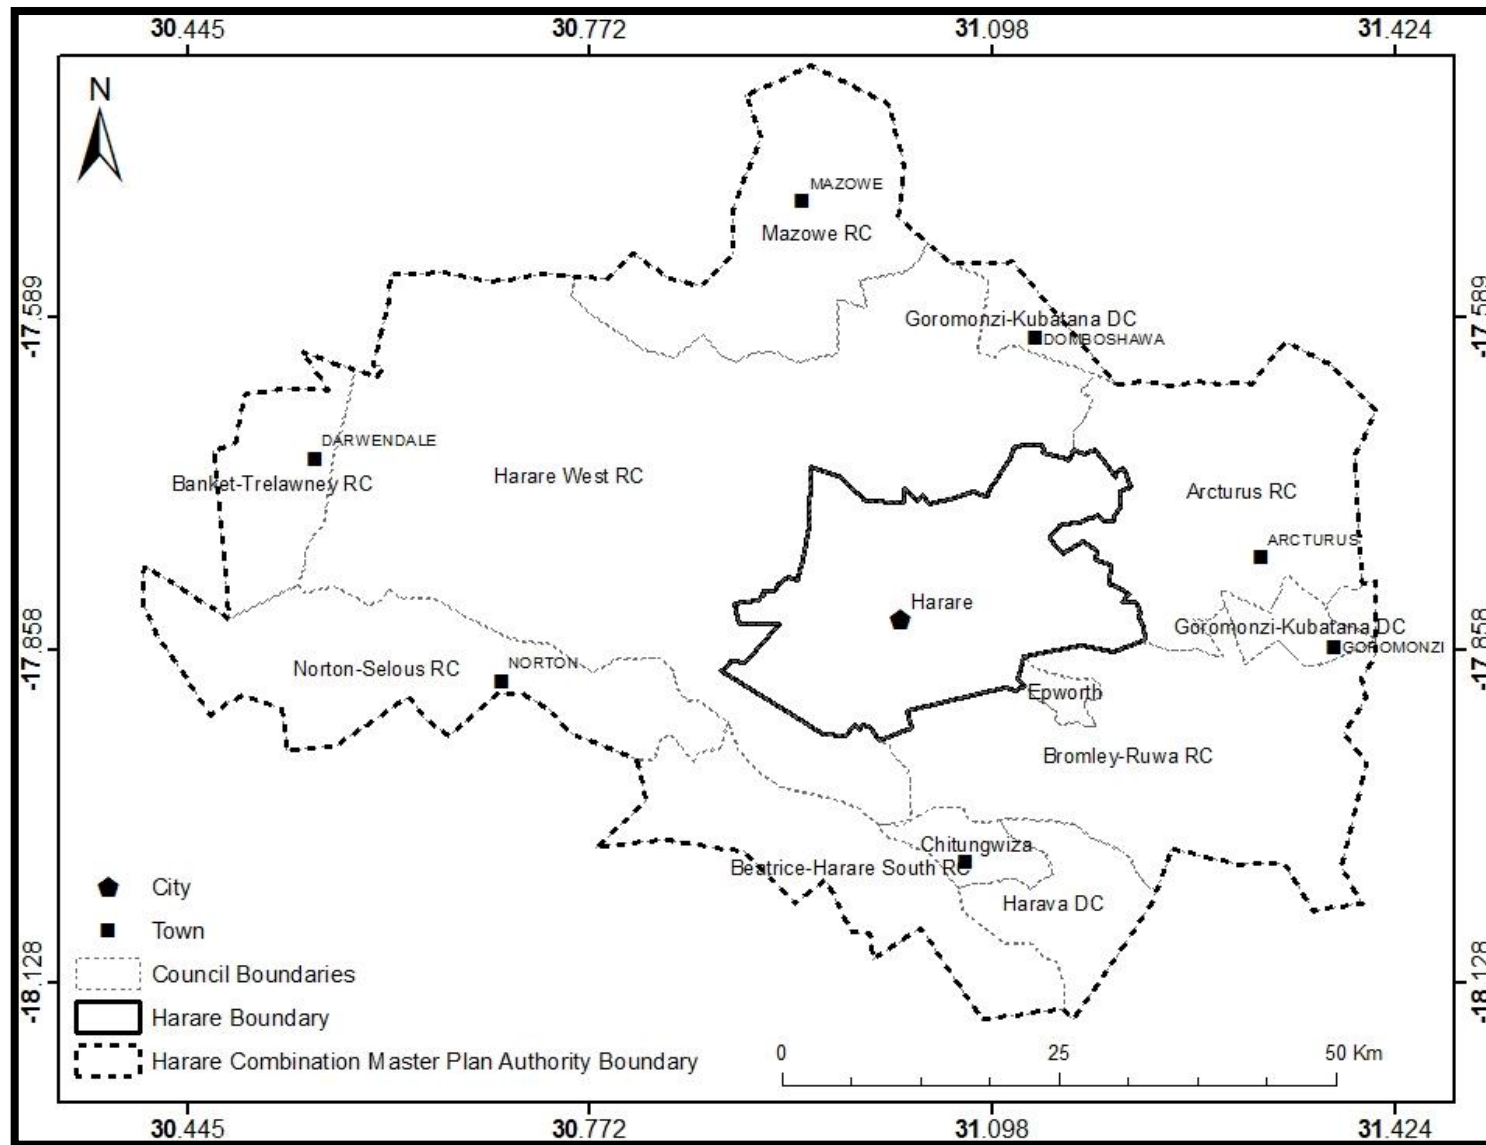 30.445 30.772 31.098 31.424
N
MAZOWE
Mazowe RC
-17.589
-17.589
Goromonzi-Kubatana DC
DOMBOSHAWA
DARWENDALE
Banket-Trelawney RC
Harare West RC
Arcturus RC
ARCTURUS
Harare
-17.858
-17.858
Goromonzi-Kubatana DC
GOROMONZI
Norton-Selous RC
NORTON
Epworth
Bromley-Ruwa RC
Chitungwiza
Beatrice-Harare South RC
Harava DC
City
Town
Council Boundaries
Harare Boundary
Harare Combination Master Plan Authority Boundary
-18.128
-18.128
0 25 50 Km
30.445 30.772 31.098 31.424